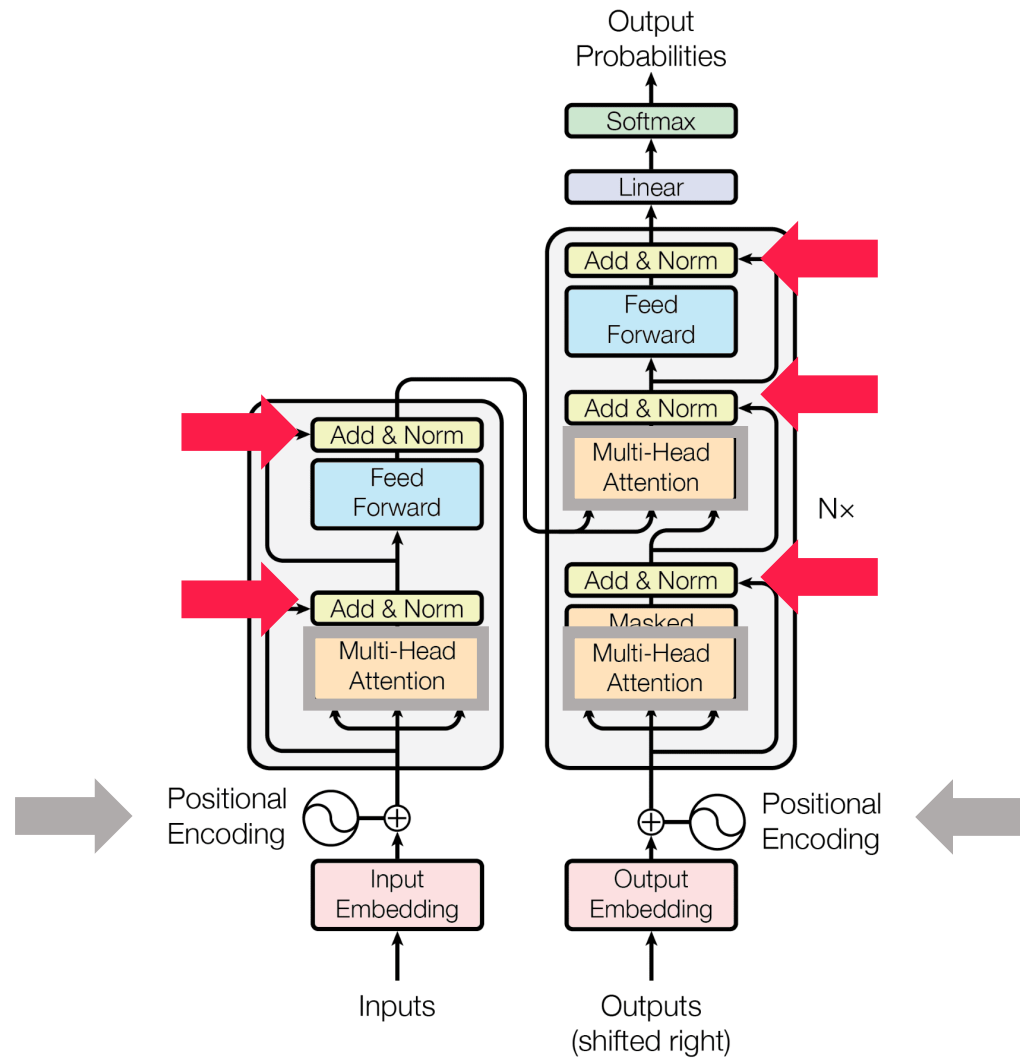 Output
Probabilities
Softmax
Linear
Add & Norm
Feed
Forward
Add & Norm
Multi-Head
Attention
Add & Norm
Masked
Multi-Head
Attention
N×
Add & Norm
Feed
Forward
Add & Norm
Multi-Head
Attention
Positional
Encoding
Positional
Encoding
Input
Embedding
Output
Embedding
Inputs
Outputs
(shifted right)